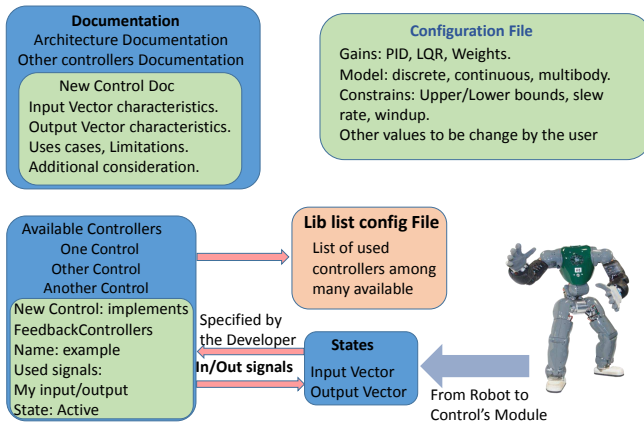 Documentation
Architecture Documentation
Other controllers Documentation
New Control Doc
Input Vector characteristics.
Output Vector characteristics.
Uses cases, Limitations.
Additional consideration.
Configuration File
Gains: PID, LQR, Weights.
Model: discrete, continuous, multibody.
Constrains: Upper/Lower bounds, slew
rate, windup.
Other values to be change by the user
Available Controllers
One Control
Other Control
Another Control
New Control: implements
FeedbackControllers
Name: example
Used signals:
My input/output
State: Active
Lib list config File
List of used
controllers among
many available
Specified by
the Developer
In/Out signals
States
Input Vector
Output Vector
From Robot to
Control's Module